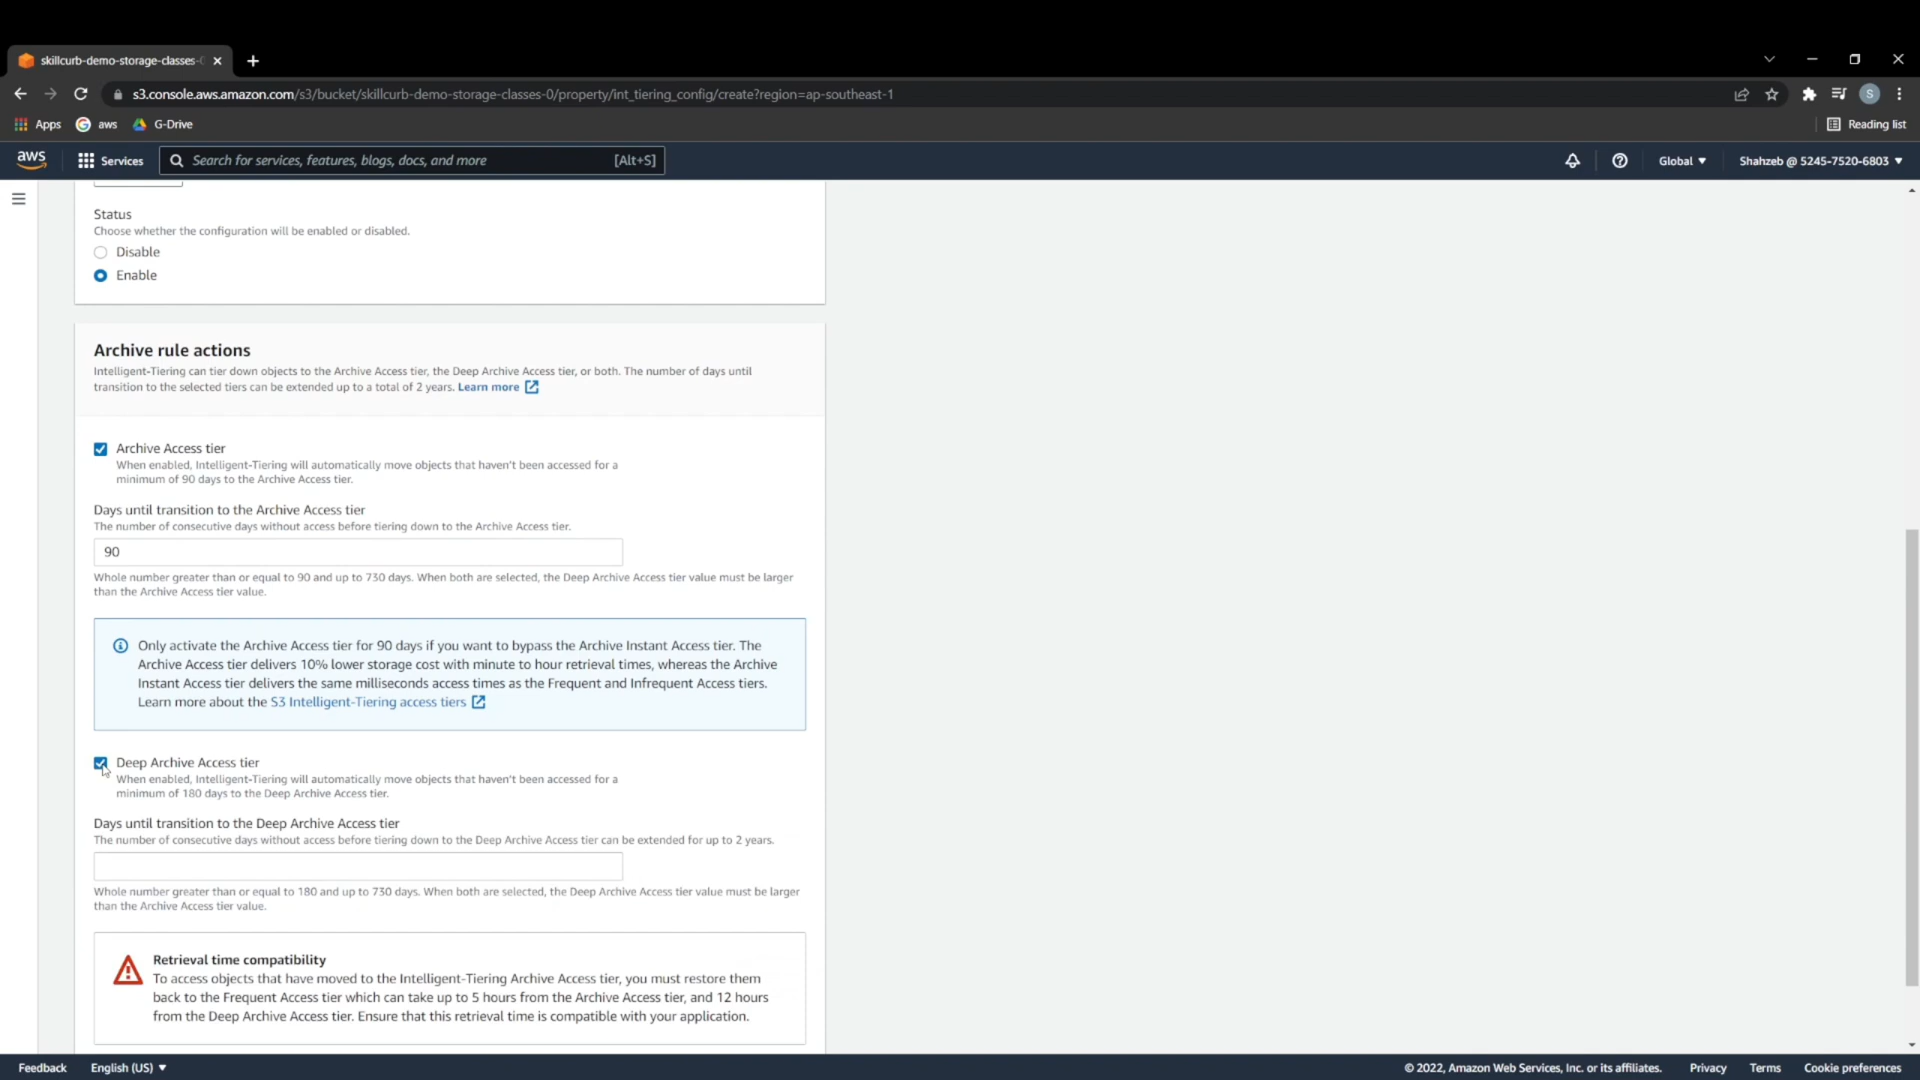 skillcurb-demo-storage-classes-
s3.console.aws.amazon.com/s3/bucket/skillcurb-demo-storage-classes-0/property/int_tiering_config/create?region=ap-southeast-1
S
Apps
aws
G-Drive
Reading list
aws
Services
Search for services, features, blogs, docs, and more
[Alt+S]
Global
Shahzeb @ 5245-7520-6803
Status
Choose whether the configuration will be enabled or disabled.
Disable
Enable
Archive rule actions
Intelligent-Tiering can tier down objects to the Archive Access tier, the Deep Archive Access tier, or both. The number of days until
transition to the selected tiers can be extended up to a total of 2 years. Learn more
Archive Access tier
When enabled, Intelligent-Tiering will automatically move objects that haven't been accessed for a
minimum of 90 days to the Archive Access tier.
Days until transition to the Archive Access tier
The number of consecutive days without access before tiering down to the Archive Access tier.
90
Whole number greater than or equal to 90 and up to 730 days. When both are selected, the Deep Archive Access tier value must be larger
than the Archive Access tier value.
Only activate the Archive Access tier for 90 days if you want to bypass the Archive Instant Access tier. The
Archive Access tier delivers 10% lower storage cost with minute to hour retrieval times, whereas the Archive
Instant Access tier delivers the same milliseconds access times as the Frequent and Infrequent Access tiers.
Learn more about the S3 Intelligent-Tiering access tiers
Deep Archive Access tier
When enabled, Intelligent-Tiering will automatically move objects that haven't been accessed for a
minimum of 180 days to the Deep Archive Access tier.
Days until transition to the Deep Archive Access tier
The number of consecutive days without access before tiering down to the Deep Archive Access tier can be extended for up to 2 years.
Whole number greater than or equal to 180 and up to 730 days. When both are selected, the Deep Archive Access tier value must be larger
than the Archive Access tier value.
Retrieval time compatibility
To access objects that have moved to the Intelligent-Tiering Archive Access tier, you must restore them
back to the Frequent Access tier which can take up to 5 hours from the Archive Access tier, and 12 hours
from the Deep Archive Access tier. Ensure that this retrieval time is compatible with your application.
Feedback
English (US)
© 2022, Amazon Web Services, Inc. or its affiliates.
Privacy
Terms
Cookie preferences